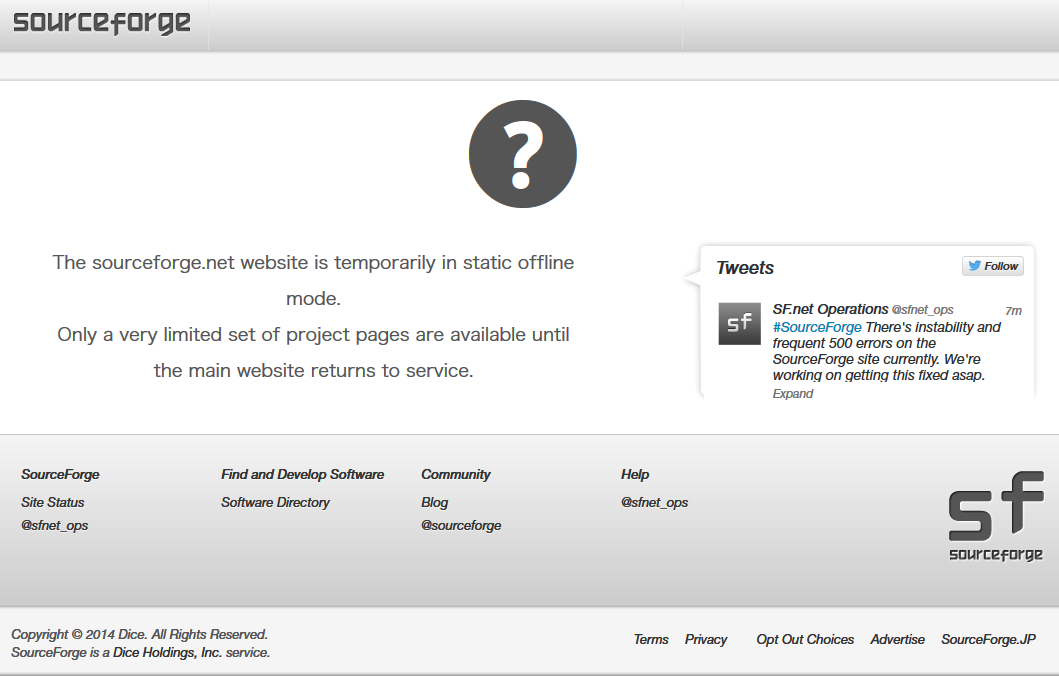 sourceforge
?
The sourceforge.net website is temporarily in static offline
mode.
Only a very limited set of project pages are available until
the main website returns to service.
Tweets
Follow
sf
SF.net Operations @sfnet_ops 7m
#SourceForge There's instability and
frequent 500 errors on the
SourceForge site currently. We're
working on getting this fixed asap.
Expand
SourceForge
Site Status
@sfnet_ops
Find and Develop Software
Software Directory
Community
Blog
@sourceforge
Help
@sfnet_ops
sf
sourceforge
Copyright © 2014 Dice. All Rights Reserved.
SourceForge is a Dice Holdings, Inc. service.
Terms Privacy Opt Out Choices Advertise SourceForge.JP